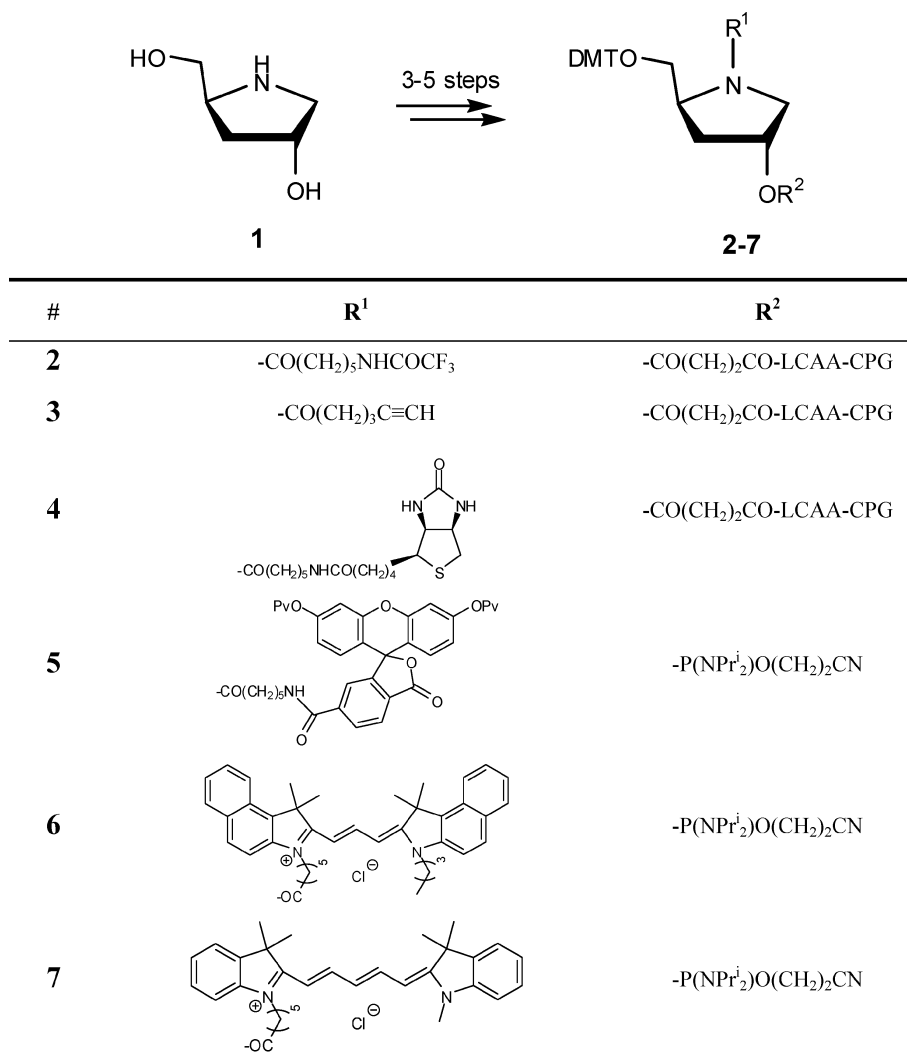 HO
H
N
OH
1
3-5 steps
R¹
DMTO
N
OR²
2-7
# R¹ R²
2 -CO(CH₂)₅NHCOCF₃ -CO(CH₂)₂CO-LCAA-CPG
3 -CO(CH₂)₃C≡CH -CO(CH₂)₂CO-LCAA-CPG
O
HN NH
4 -CO(CH₂)₂CO-LCAA-CPG
S
-CO(CH₂)₅NHCO(CH₂)₄
PvO O OPv
5 -P(NPrⁱ₂)O(CH₂)₂CN
O
-CO(CH₂)₅NH
O
O
6 -P(NPrⁱ₂)O(CH₂)₂CN
N
⊕
N
5
3
Cl⊖
-OC
7 -P(NPrⁱ₂)O(CH₂)₂CN
N
⊕
N
5
Cl⊖
-OC